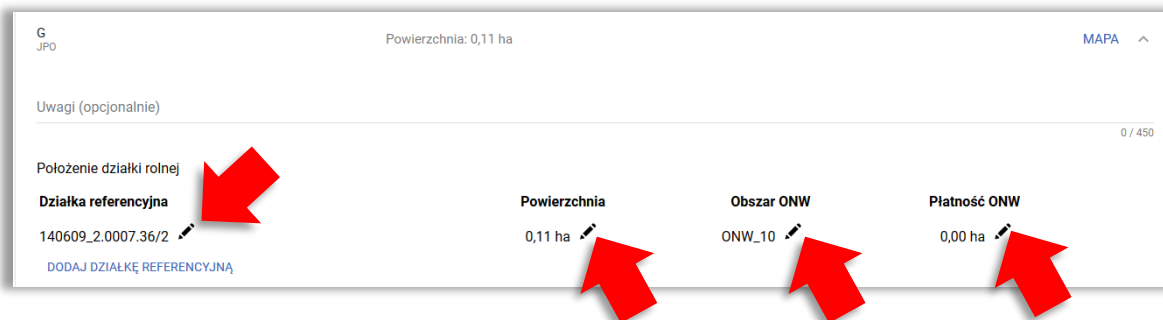 G
JPO
Powierzchnia: 0,11 ha
MAPA
Uwagi (opcjonalnie)
0 / 450
Położenie działki rolnej
Działka referencyjna Powierzchnia Obszar ONW Płatność ONW
140609_2.0007.36/2 0,11 ha ONW_10 0,00 ha
DODAJ DZIAŁKĘ REFERENCYJNĄ